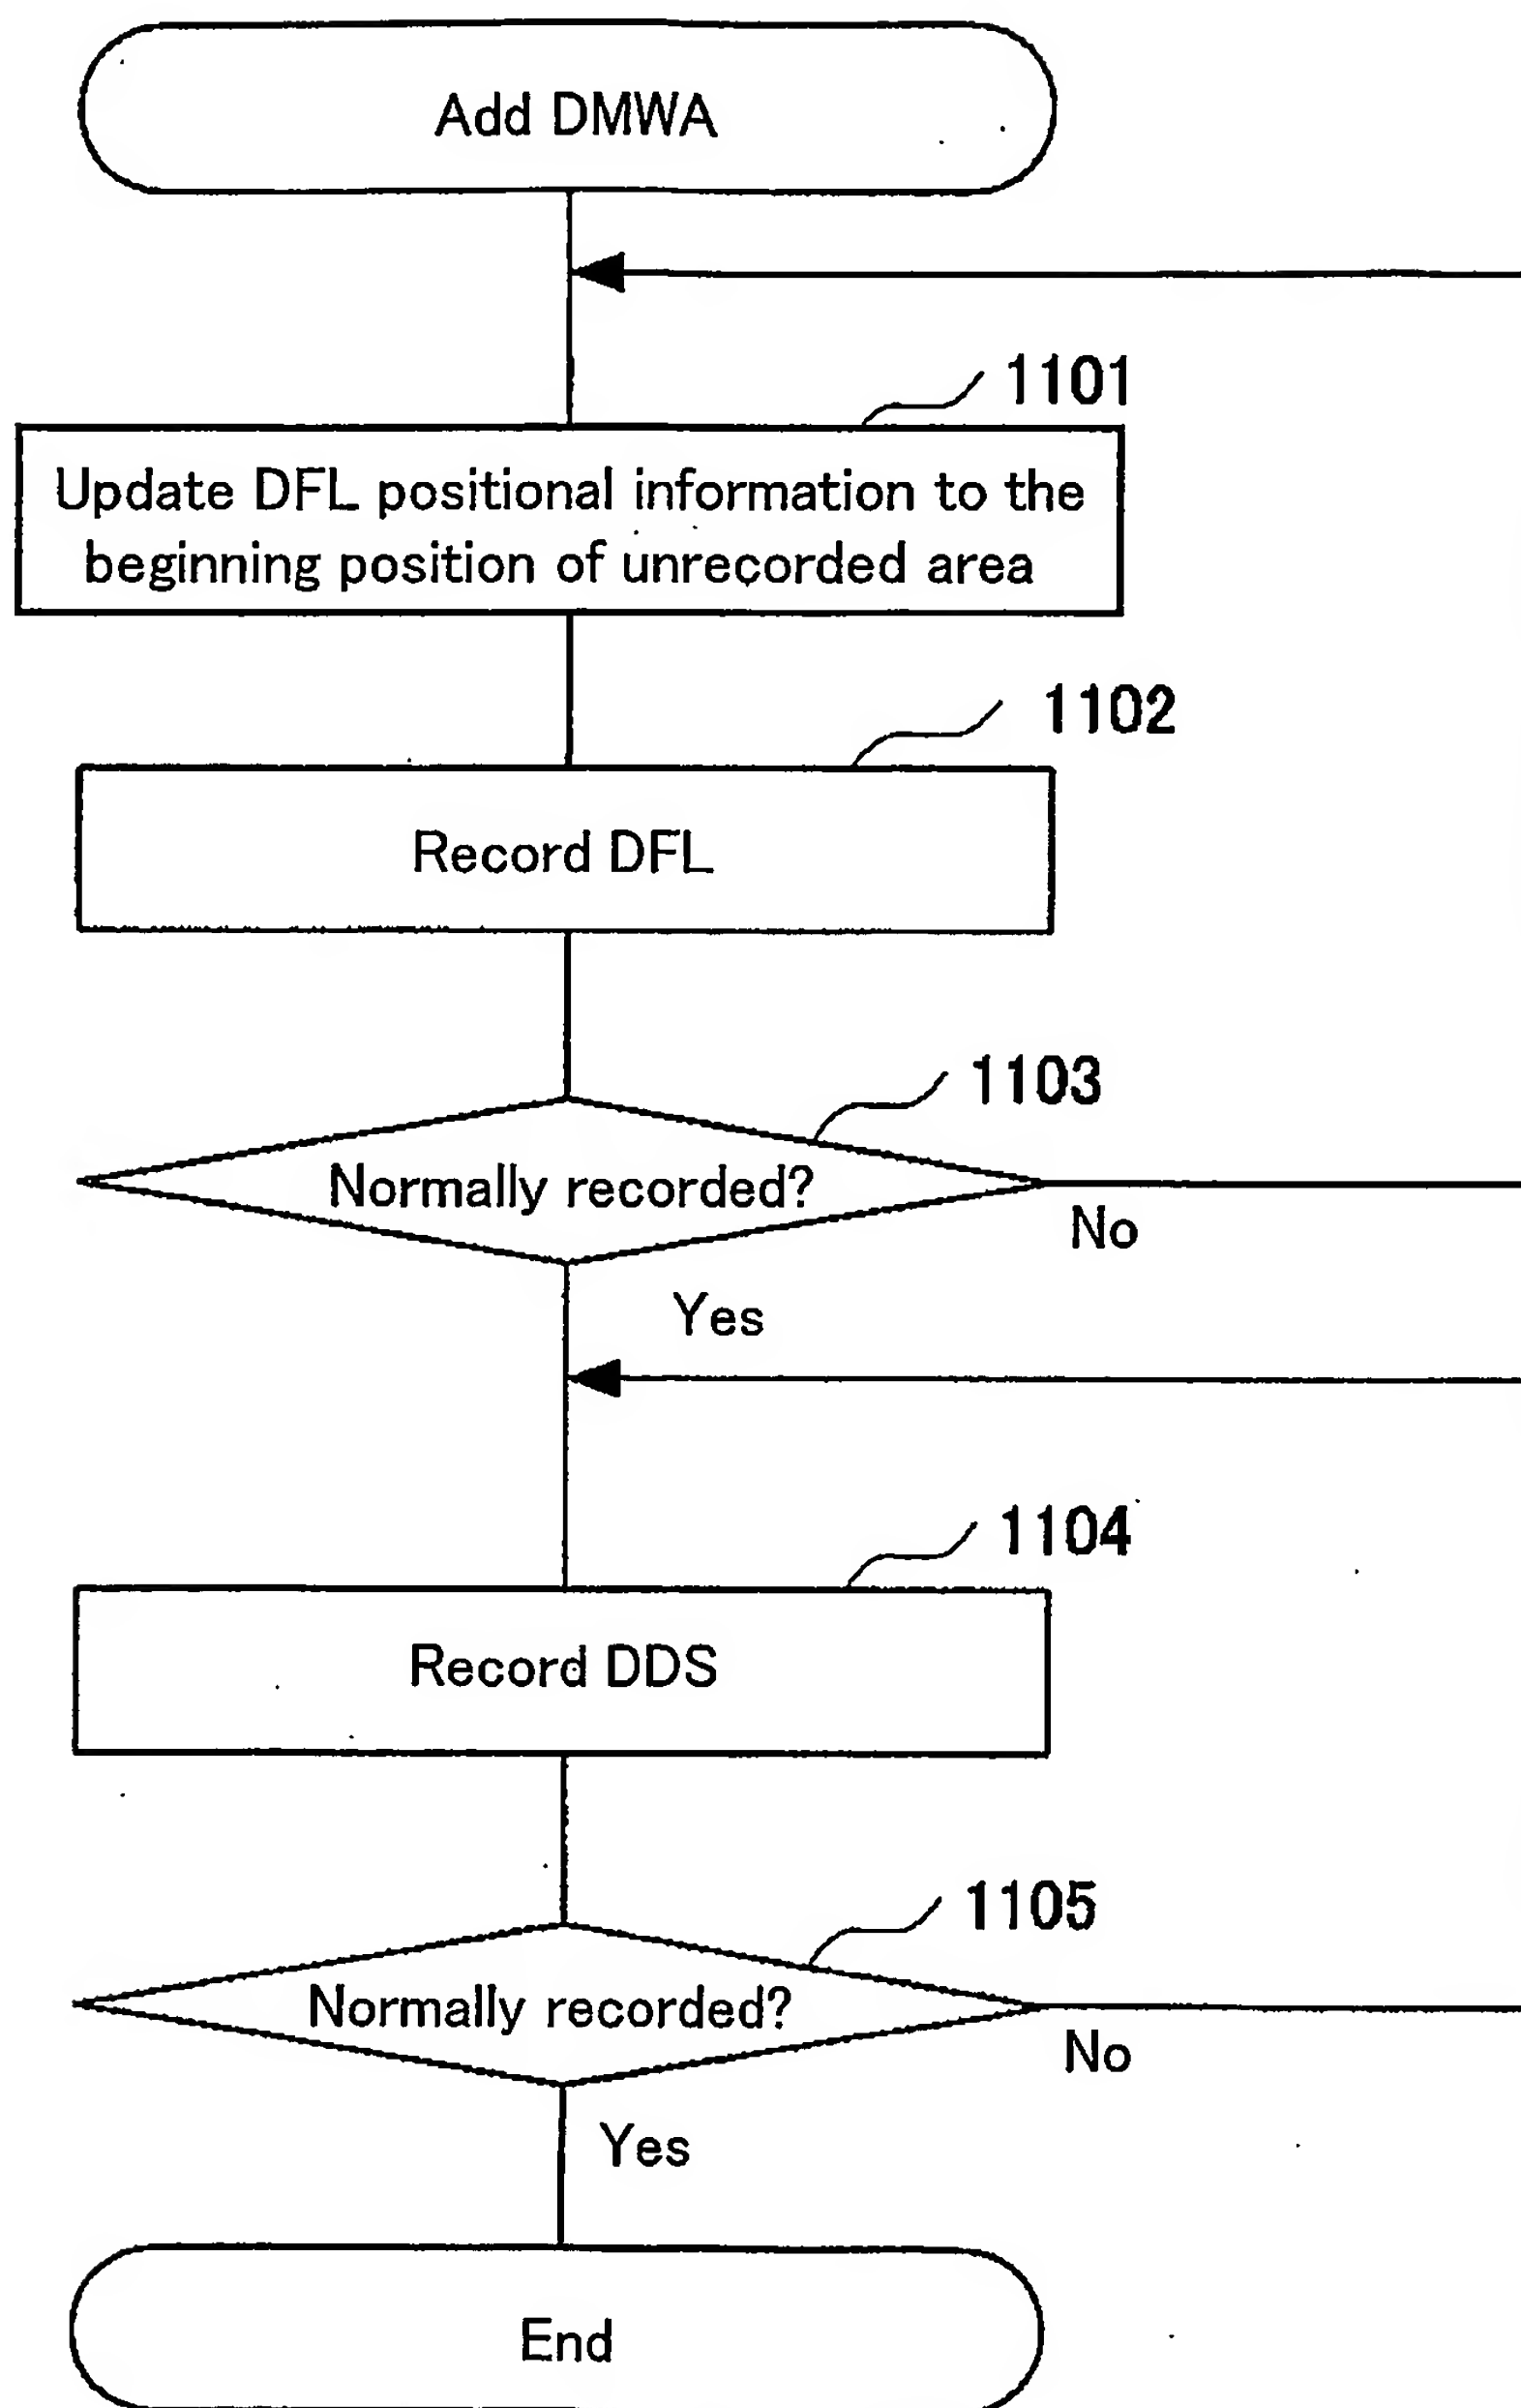 Add DMWA
1101
Update DFL positional information to the
beginning position of unrecorded area
1102
Record DFL
1103
Normally recorded?
No
Yes
1104
Record DDS
1105
Normally recorded?
No
Yes
End